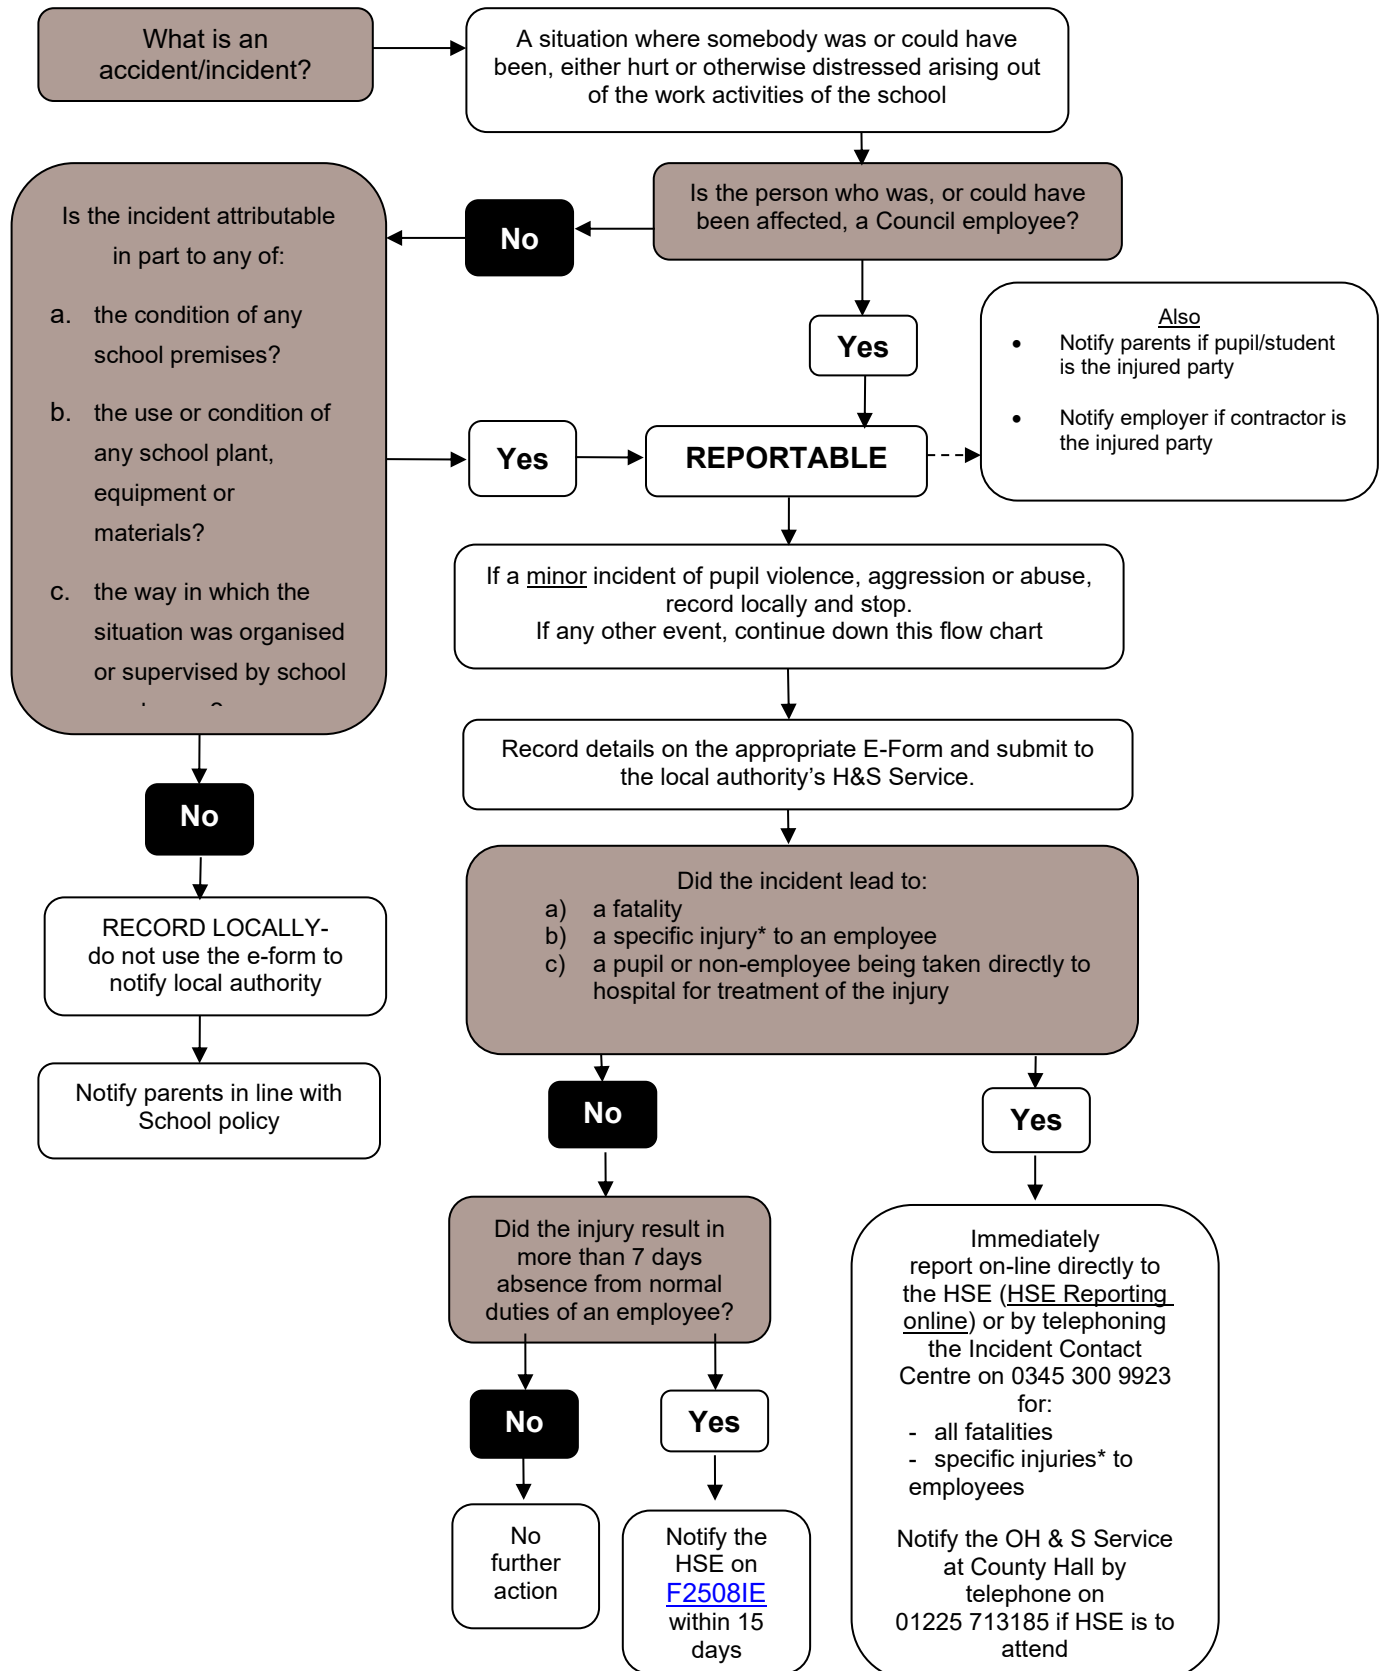 What is an
accident/incident?
A situation where somebody was or could have
been, either hurt or otherwise distressed arising out
of the work activities of the school
Is the person who was, or could have
been affected, a Council employee?
No
Is the incident attributable
in part to any of:
a. the condition of any
school premises?
b. the use or condition of
any school plant,
equipment or
materials?
c. the way in which the
situation was organised
or supervised by school
Yes
Also
• Notify parents if pupil/student
is the injured party
• Notify employer if contractor is
the injured party
Yes
REPORTABLE
If a minor incident of pupil violence, aggression or abuse,
record locally and stop.
If any other event, continue down this flow chart
Record details on the appropriate E-Form and submit to
the local authority’s H&S Service.
No
RECORD LOCALLY-
do not use the e-form to
notify local authority
Notify parents in line with
School policy
Did the incident lead to:
a) a fatality
b) a specific injury* to an employee
c) a pupil or non-employee being taken directly to
hospital for treatment of the injury
No
Yes
Did the injury result in
more than 7 days
absence from normal
duties of an employee?
No
Yes
No
further
action
Notify the
HSE on
F2508IE
within 15
days
Immediately
report on-line directly to
the HSE (HSE Reporting
online) or by telephoning
the Incident Contact
Centre on 0345 300 9923
for:
- all fatalities
- specific injuries* to
employees
Notify the OH & S Service
at County Hall by
telephone on
01225 713185 if HSE is to
attend